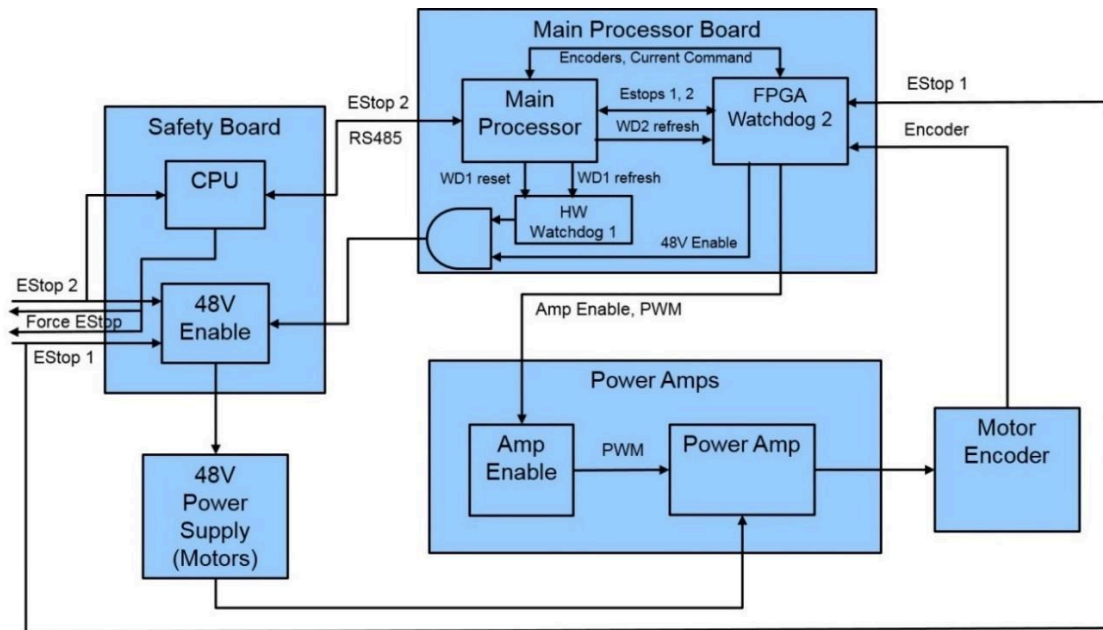 Main Processor Board
Encoders, Current Command
EStop 2
RS485
Main
Processor
Estops 1, 2
WD2 refresh
FPGA
Watchdog 2
EStop 1
Encoder
WD1 reset
WD1 refresh
HW
Watchdog 1
48V Enable
Safety Board
CPU
EStop 2
Force EStop
EStop 1
48V
Enable
Amp Enable, PWM
Power Amps
Amp
Enable
PWM
Power Amp
Motor
Encoder
48V
Power
Supply
(Motors)